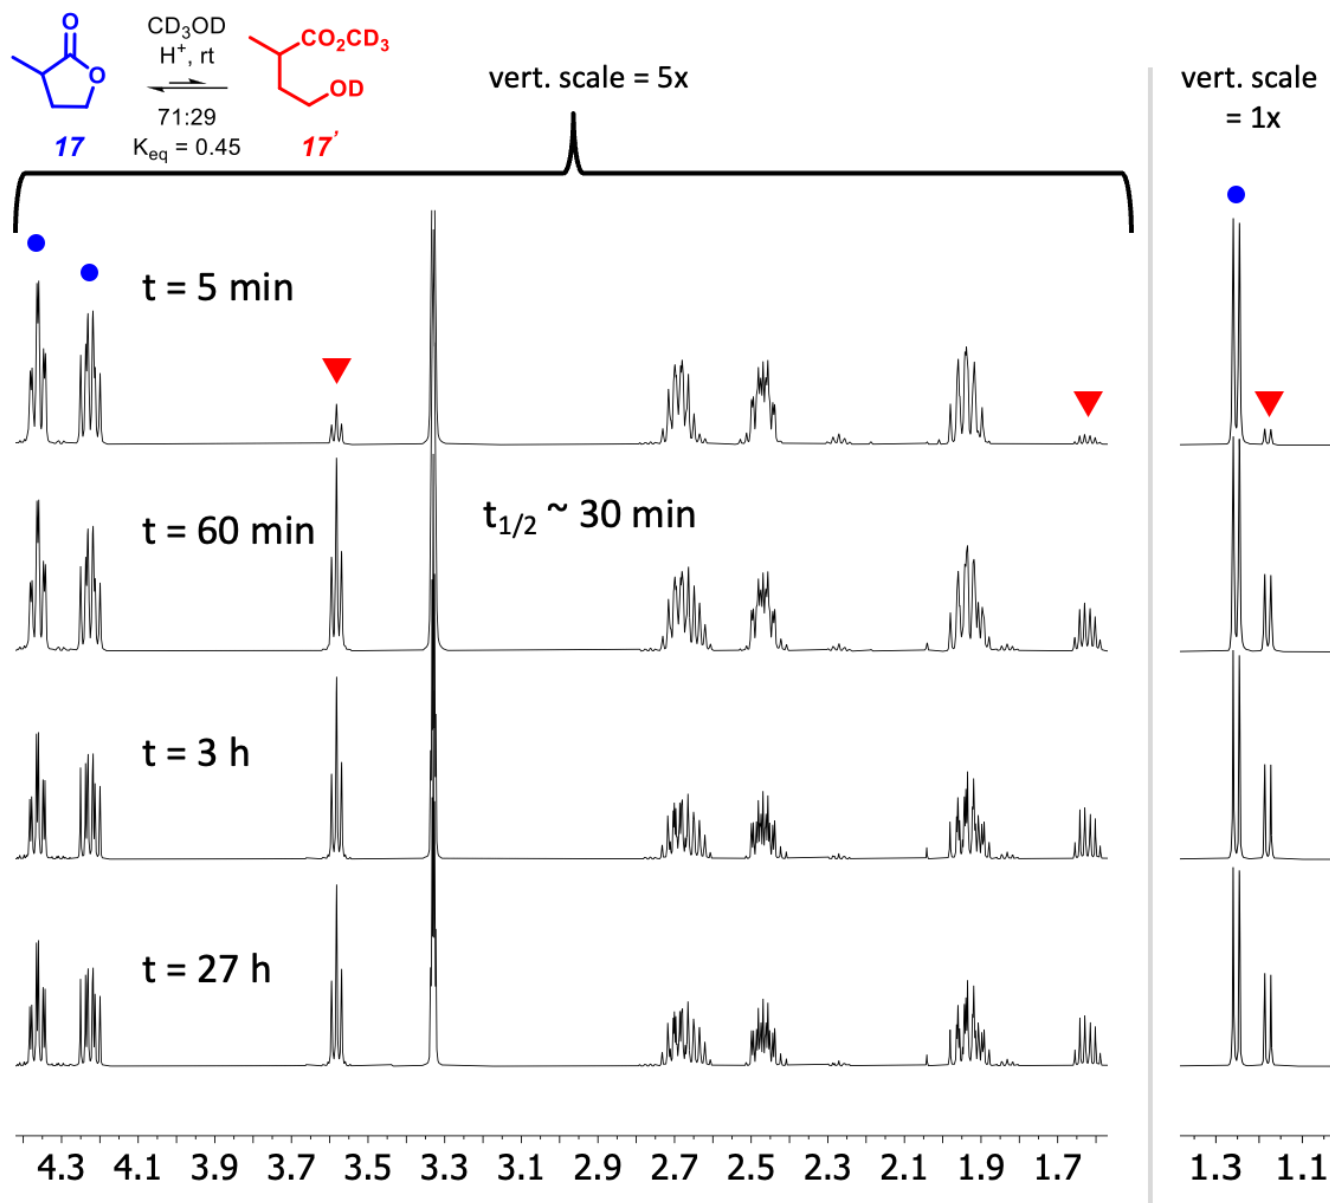 O
O
CD3OD
H+, rt
71:29
Keq = 0.45
17
CO2CD3
OD
17'
vert. scale = 5x
vert. scale
= 1x
t = 5 min
t = 60 min
t1/2 ~ 30 min
t = 3 h
t = 27 h
4.3 4.1 3.9 3.7 3.5 3.3 3.1 2.9 2.7 2.5 2.3 2.1 1.9 1.7 1.3 1.1